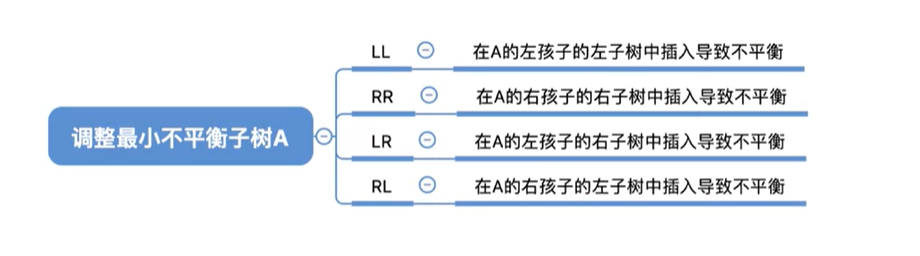 调整最小不平衡子树A
LL 在A的左孩子的左子树中插入导致不平衡
RR 在A的右孩子的右子树中插入导致不平衡
LR 在A的左孩子的右子树中插入导致不平衡
RL 在A的右孩子的左子树中插入导致不平衡